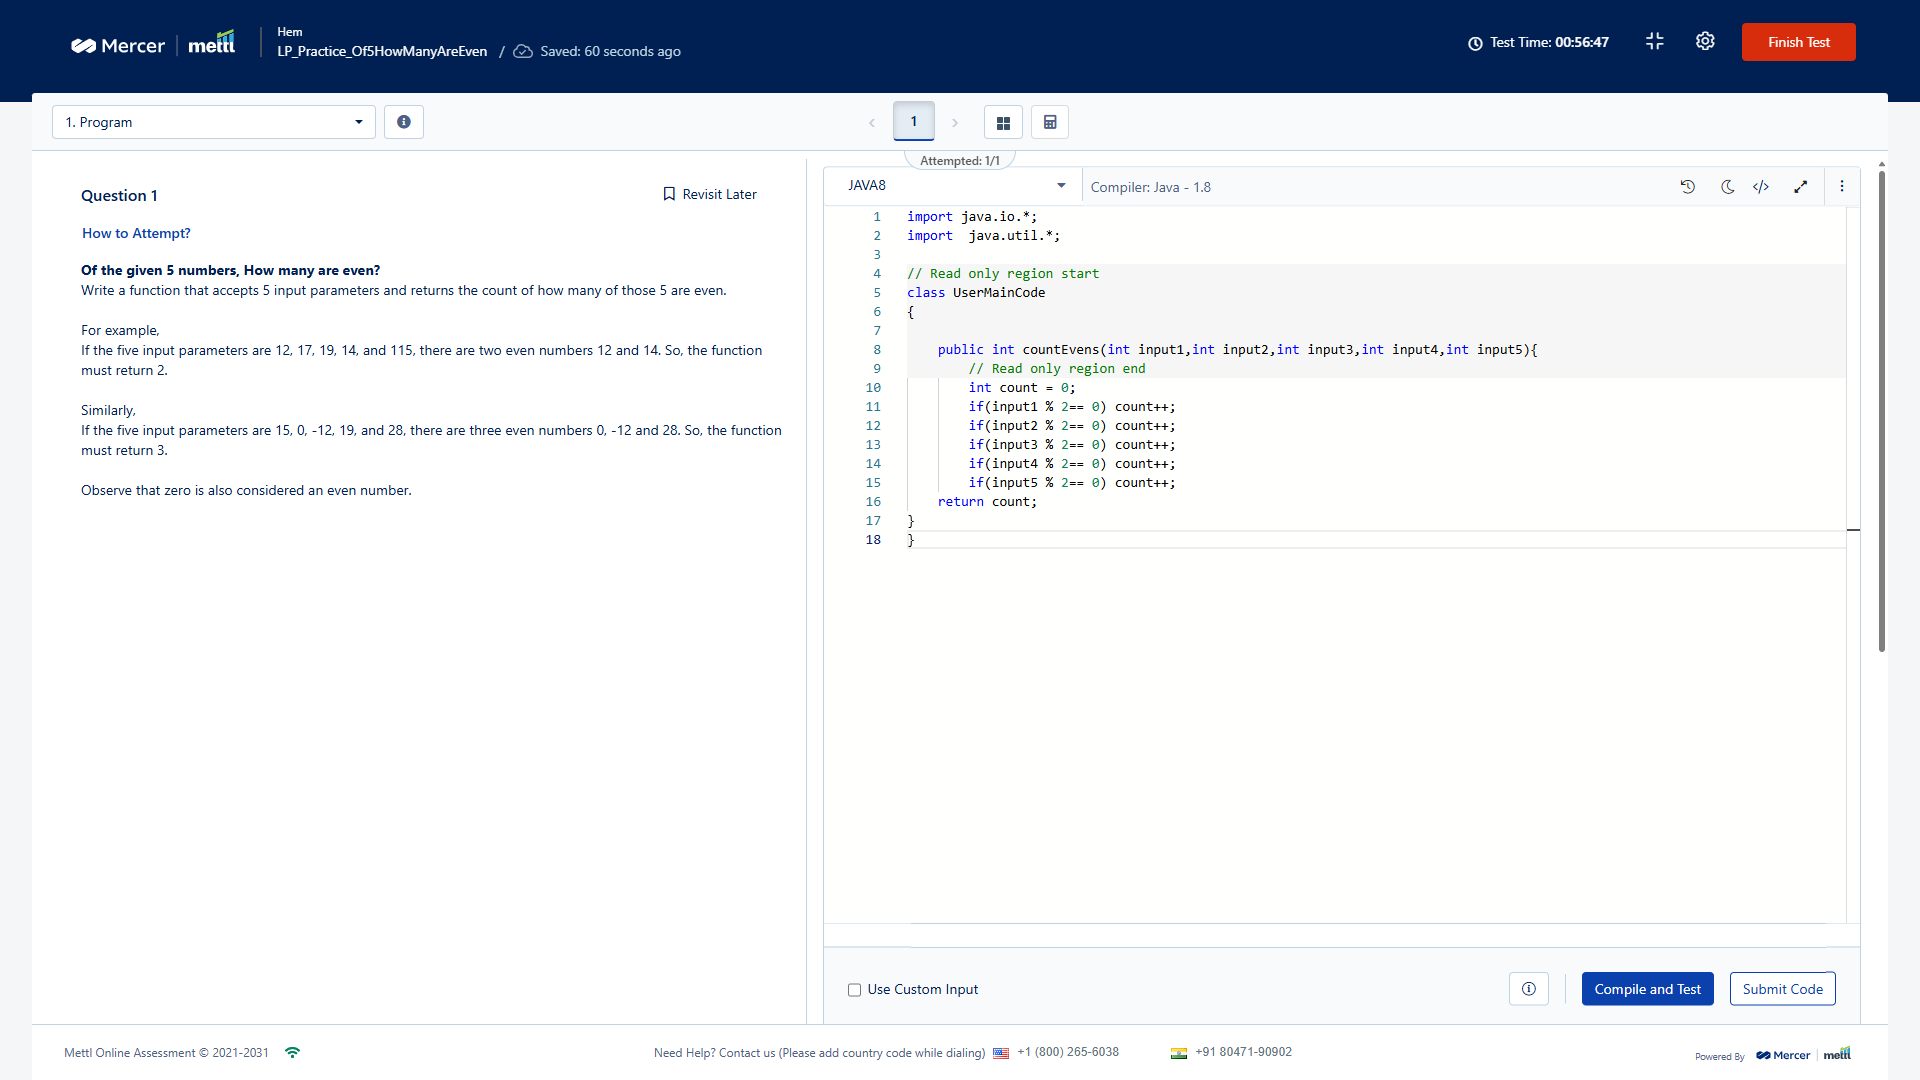 Mercer | mettl
Hem
LP_Practice_Of5HowManyAreEven / Saved: 60 seconds ago
Test Time: 00:56:47
Finish Test
1. Program
1
Attempted: 1/1
Question 1
Revisit Later
How to Attempt?
Of the given 5 numbers, How many are even?
Write a function that accepts 5 input parameters and returns the count of how many of those 5 are even.
For example,
If the five input parameters are 12, 17, 19, 14, and 115, there are two even numbers 12 and 14. So, the function
must return 2.
Similarly,
If the five input parameters are 15, 0, -12, 19, and 28, there are three even numbers 0, -12 and 28. So, the function
must return 3.
Observe that zero is also considered an even number.
JAVA8
Compiler: Java - 1.8
1 import java.io.*;
2 import  java.util.*;
3
4 // Read only region start
5 class UserMainCode
6 {
7
8     public int countEvens(int input1,int input2,int input3,int input4,int input5){
9         // Read only region end
10         int count = 0;
11         if(input1 % 2== 0) count++;
12         if(input2 % 2== 0) count++;
13         if(input3 % 2== 0) count++;
14         if(input4 % 2== 0) count++;
15         if(input5 % 2== 0) count++;
16     return count;
17 }
18 }
Use Custom Input
Compile and Test
Submit Code
Mettl Online Assessment © 2021-2031
Need Help? Contact us (Please add country code while dialing) +1 (800) 265-6038 +91 80471-90902
Powered By Mercer | mettl